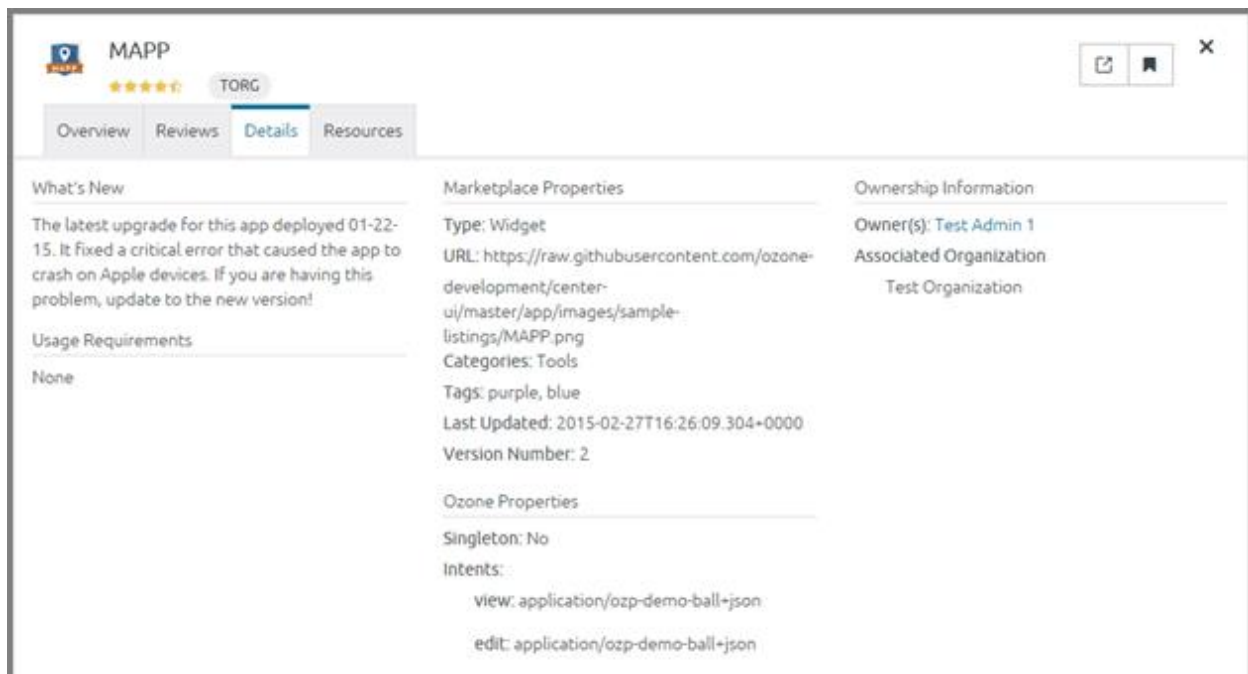 MAPP
MAPP
TORG
Overview
Reviews
Details
Resources
What's New
The latest upgrade for this app deployed 01-22-
15. It fixed a critical error that caused the app to
crash on Apple devices. If you are having this
problem, update to the new version!
Usage Requirements
None
Marketplace Properties
Type: Widget
URL: https://raw.githubusercontent.com/ozone-
development/center-
ui/master/app/images/sample-
listings/MAPP.png
Categories: Tools
Tags: purple, blue
Last Updated: 2015-02-27T16:26:09.304+0000
Version Number: 2
Ozone Properties
Singleton: No
Intents:
view: application/ozp-demo-ball+json
edit: application/ozp-demo-ball+json
Ownership Information
Owner(s): Test Admin 1
Associated Organization
Test Organization